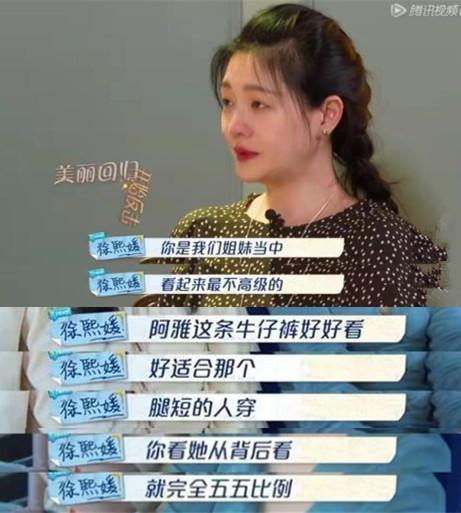 腾讯视频
美丽回归
徐熙媛 你是我们姐妹当中
徐熙媛 看起来最不高级的
徐熙媛 阿雅这条牛仔裤好好看
徐熙媛 好适合那个
徐熙媛 腿短的人穿
徐熙媛 你看她从背后看
徐熙媛 就完全五五比例